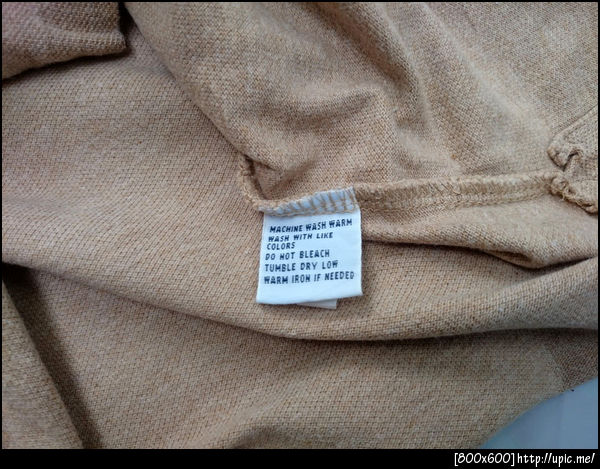 MACHINE WASH WARM
WASH WITH LIKE
COLORS
DO NOT BLEACH
TUMBLE DRY LOW
WARM IRON IF NEEDED
[800x600]http://upic.me/